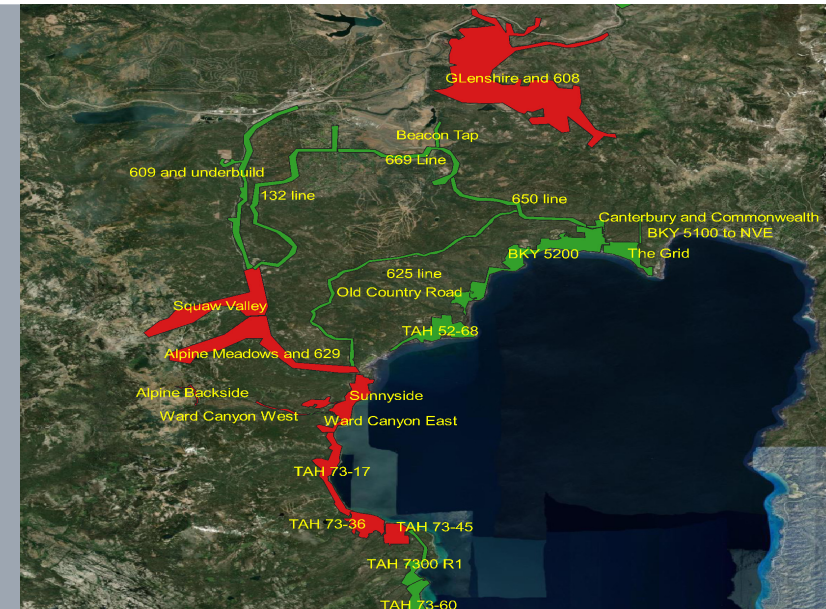 GLenshire and 608
Beacon Tap
669 Line
609 and underbuild
132 line
650 line
Canterbury and Commonwealth
BKY 5100 to NVE
BKY 5200
The Grid
625 line
Old Country Road
Squaw Valley
TAH 52-68
Alpine Meadows and 629
Alpine Backside
Sunnyside
Ward Canyon West
Ward Canyon East
TAH 73-17
TAH 73-36
TAH 73-45
TAH 7300 R1
TAH 73-60